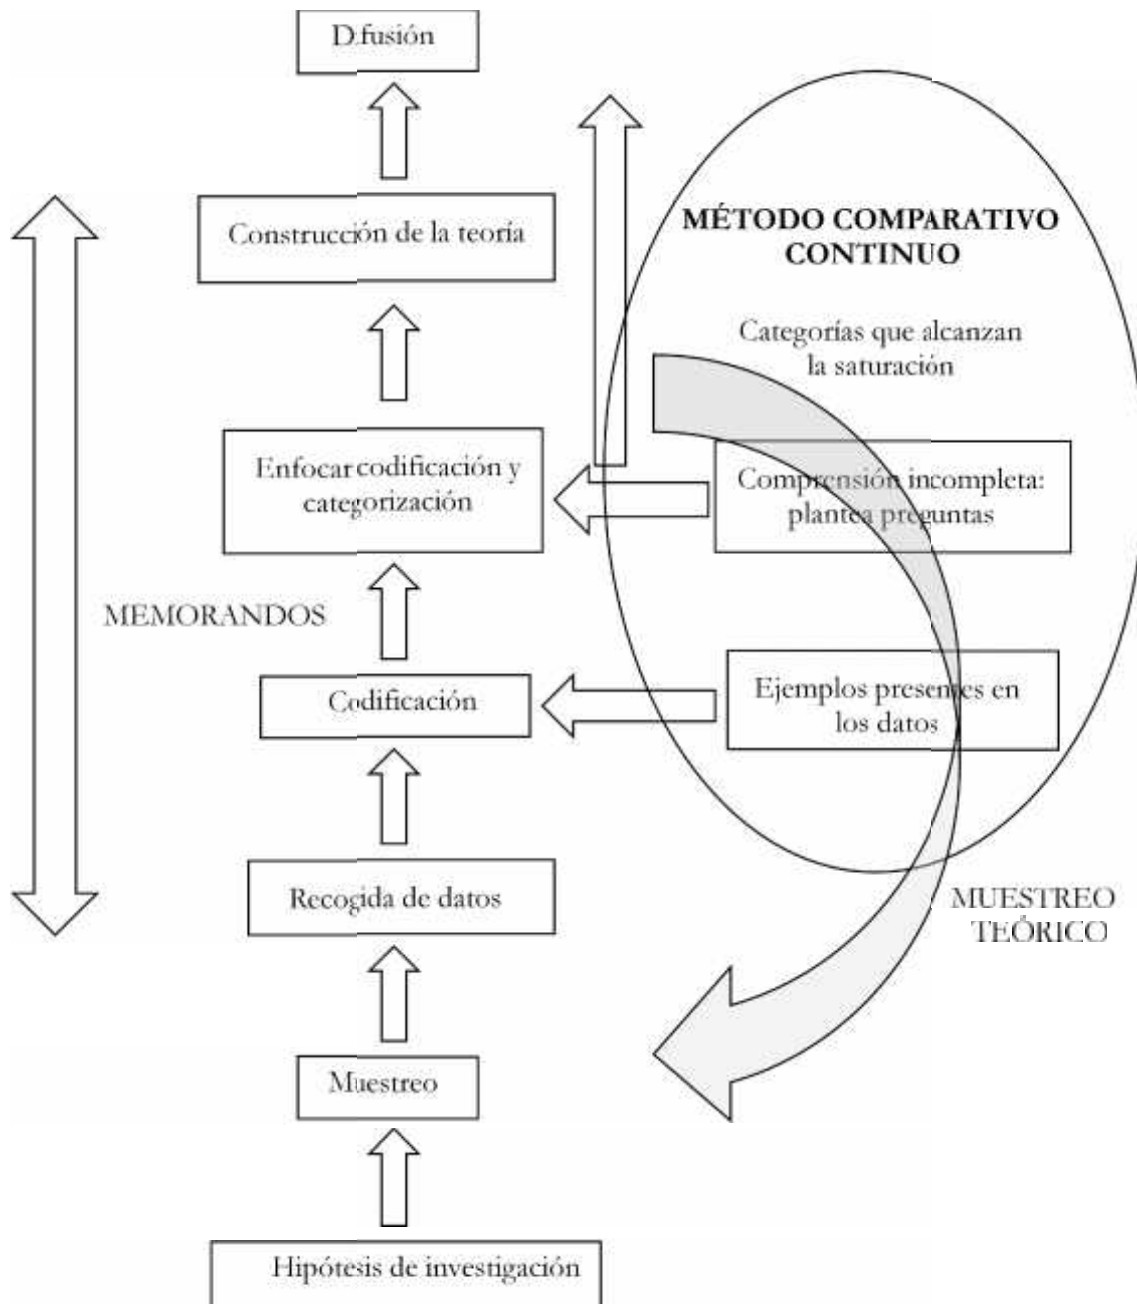 Difusión
Construcción de la teoría
MÉTODO COMPARATIVO
CONTINUO
Categorías que alcanzan
la saturación
Enfocar codificación y
categorización
Comprensión incompleta:
plantea preguntas
MEMORANDOS
Codificación
Ejemplos presentes en
los datos
Recogida de datos
MUESTREO
TEÓRICO
Muestreo
Hipótesis de investigación